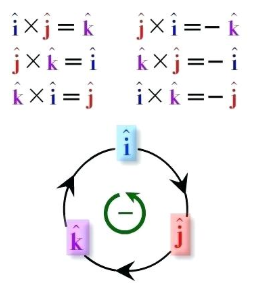 î × ĵ = k̂    ĵ × î = − k̂
ĵ × k̂ = î    k̂ × ĵ = − î
k̂ × î = ĵ    î × k̂ = − ĵ
î
−
k̂
ĵ